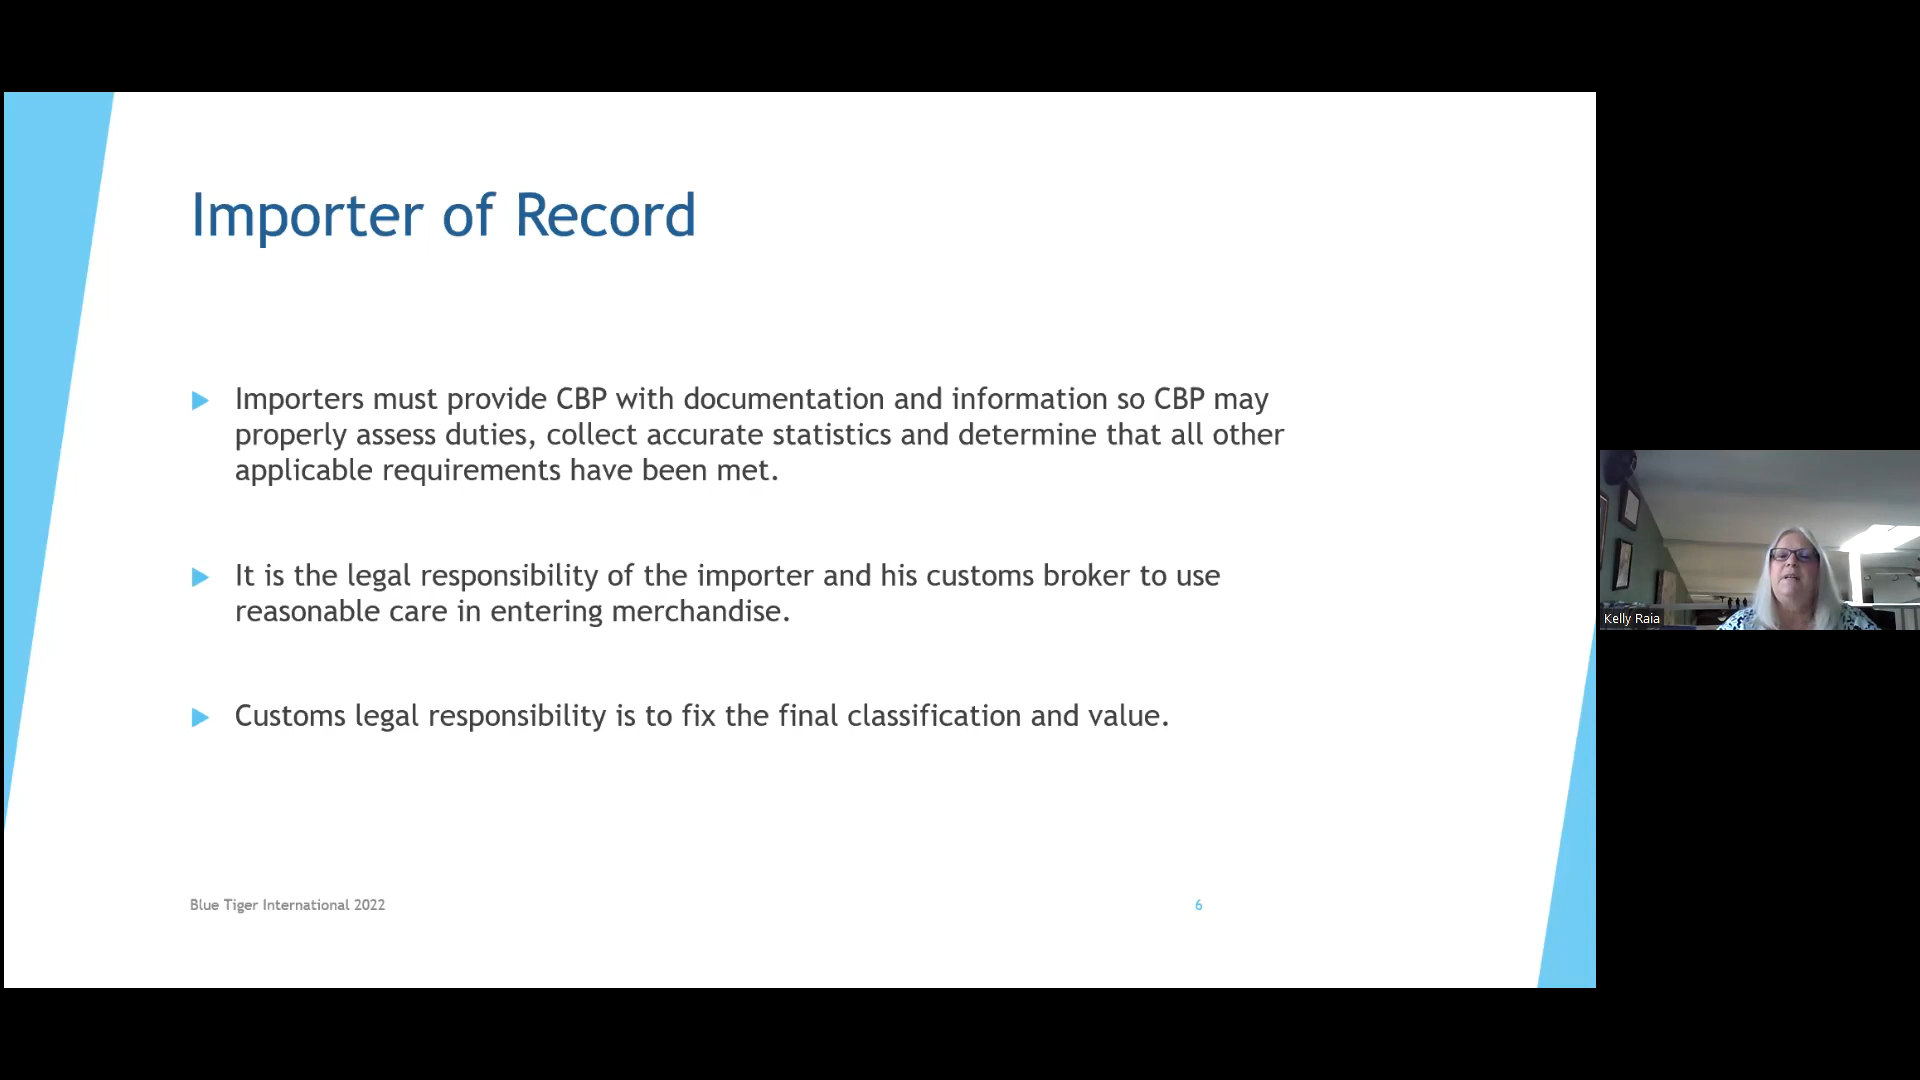 Importer of Record
Importers must provide CBP with documentation and information so CBP may
properly assess duties, collect accurate statistics and determine that all other
applicable requirements have been met.
It is the legal responsibility of the importer and his customs broker to use
reasonable care in entering merchandise.
Customs legal responsibility is to fix the final classification and value.
Blue Tiger International 2022
6
Kelly Raia